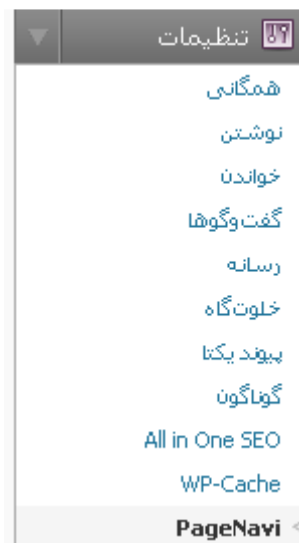 تنظیمات
همگانی
نوشتن
خواندن
گفت‌وگوها
رسانه
خلوت‌گاه
پیوند یکتا
گوناگون
All in One SEO
WP-Cache
PageNavi